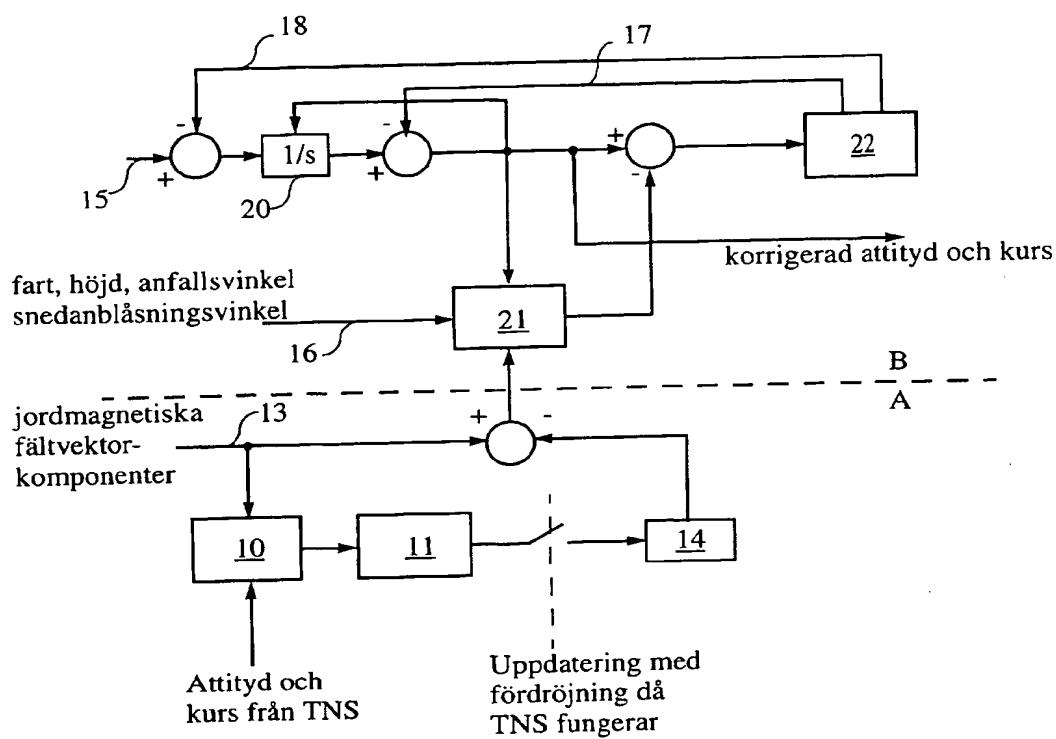 18
17
-
-
+
-
1/s
22
15
+
20
+
korrigerad attityd och kurs
fart, höjd, anfallsvinkel
snedanblåsningsvinkel
21
16
B
A
jordmagnetiska
fältvektor-
komponenter
13
+
-
10
11
14
Attityd och
kurs från TNS
Uppdatering med
fördröjning då
TNS fungerar